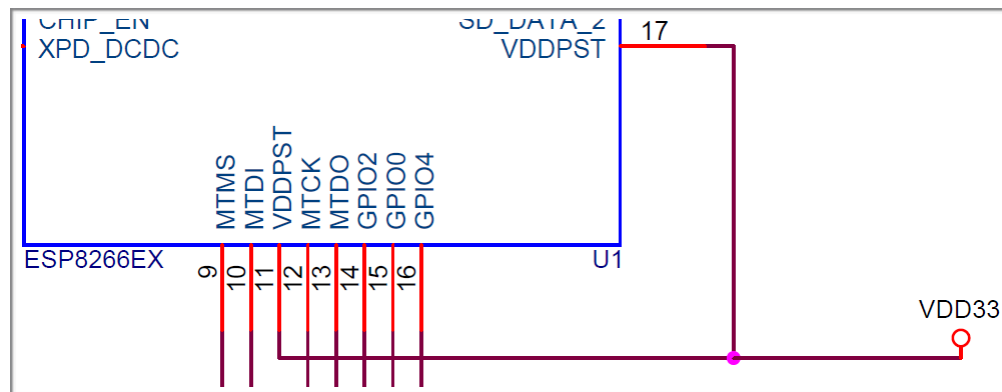 CHIP_EN
SD_DATA_2
XPD_DCDC
VDDPST
17
MTMS
MTDI
VDDPST
MTCK
MTDO
GPIO2
GPIO0
GPIO4
ESP8266EX
U1
9
10
11
12
13
14
15
16
VDD33